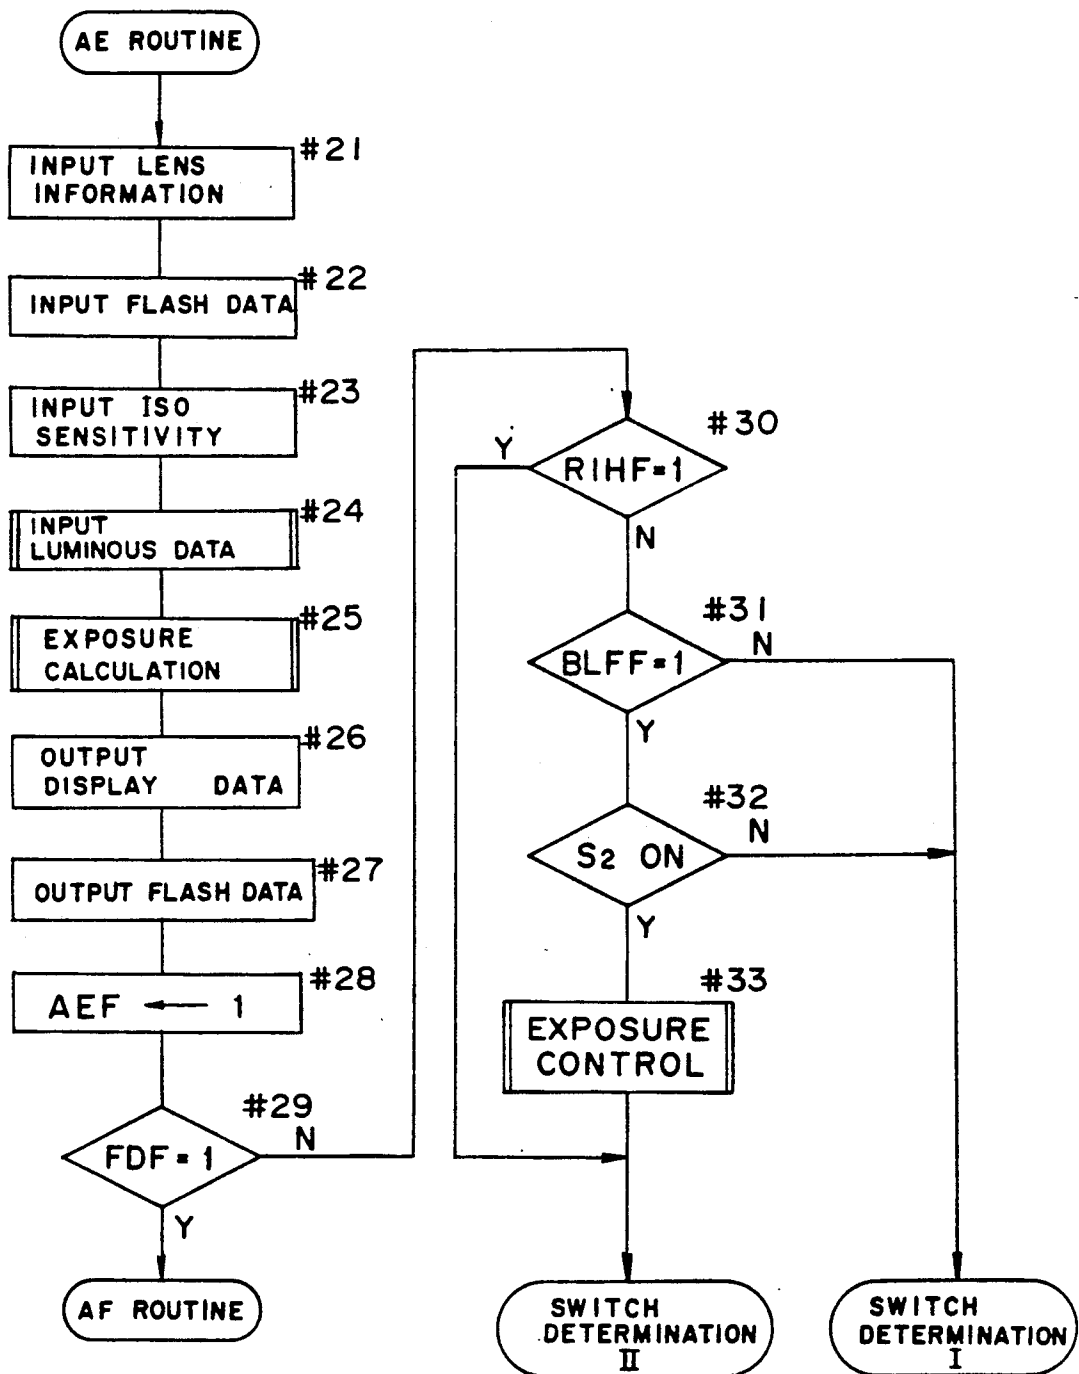 AE ROUTINE
#21
INPUT LENS
INFORMATION
#22
INPUT FLASH DATA
#23
INPUT ISO
SENSITIVITY
#24
INPUT
LUMINOUS DATA
#25
EXPOSURE
CALCULATION
#26
OUTPUT
DISPLAY DATA
#27
OUTPUT FLASH DATA
#28
AEF ← 1
#29
FDF = 1
N
Y
AF ROUTINE
#30
RIHF = 1
Y
N
#31
BLFF = 1
N
Y
#32
S2 ON
N
Y
#33
EXPOSURE
CONTROL
SWITCH
DETERMINATION
II
SWITCH
DETERMINATION
I